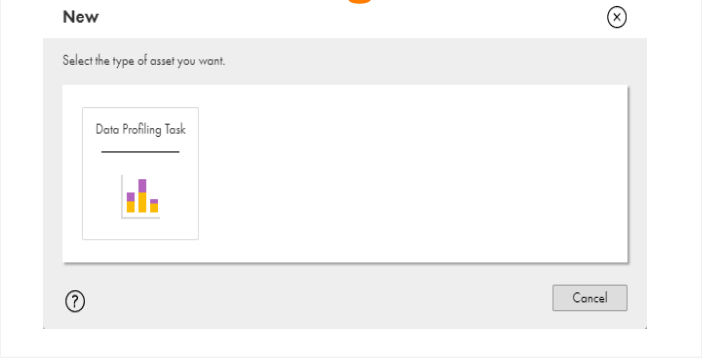 New
Select the type of asset you want.
Data Profiling Task
?
Cancel